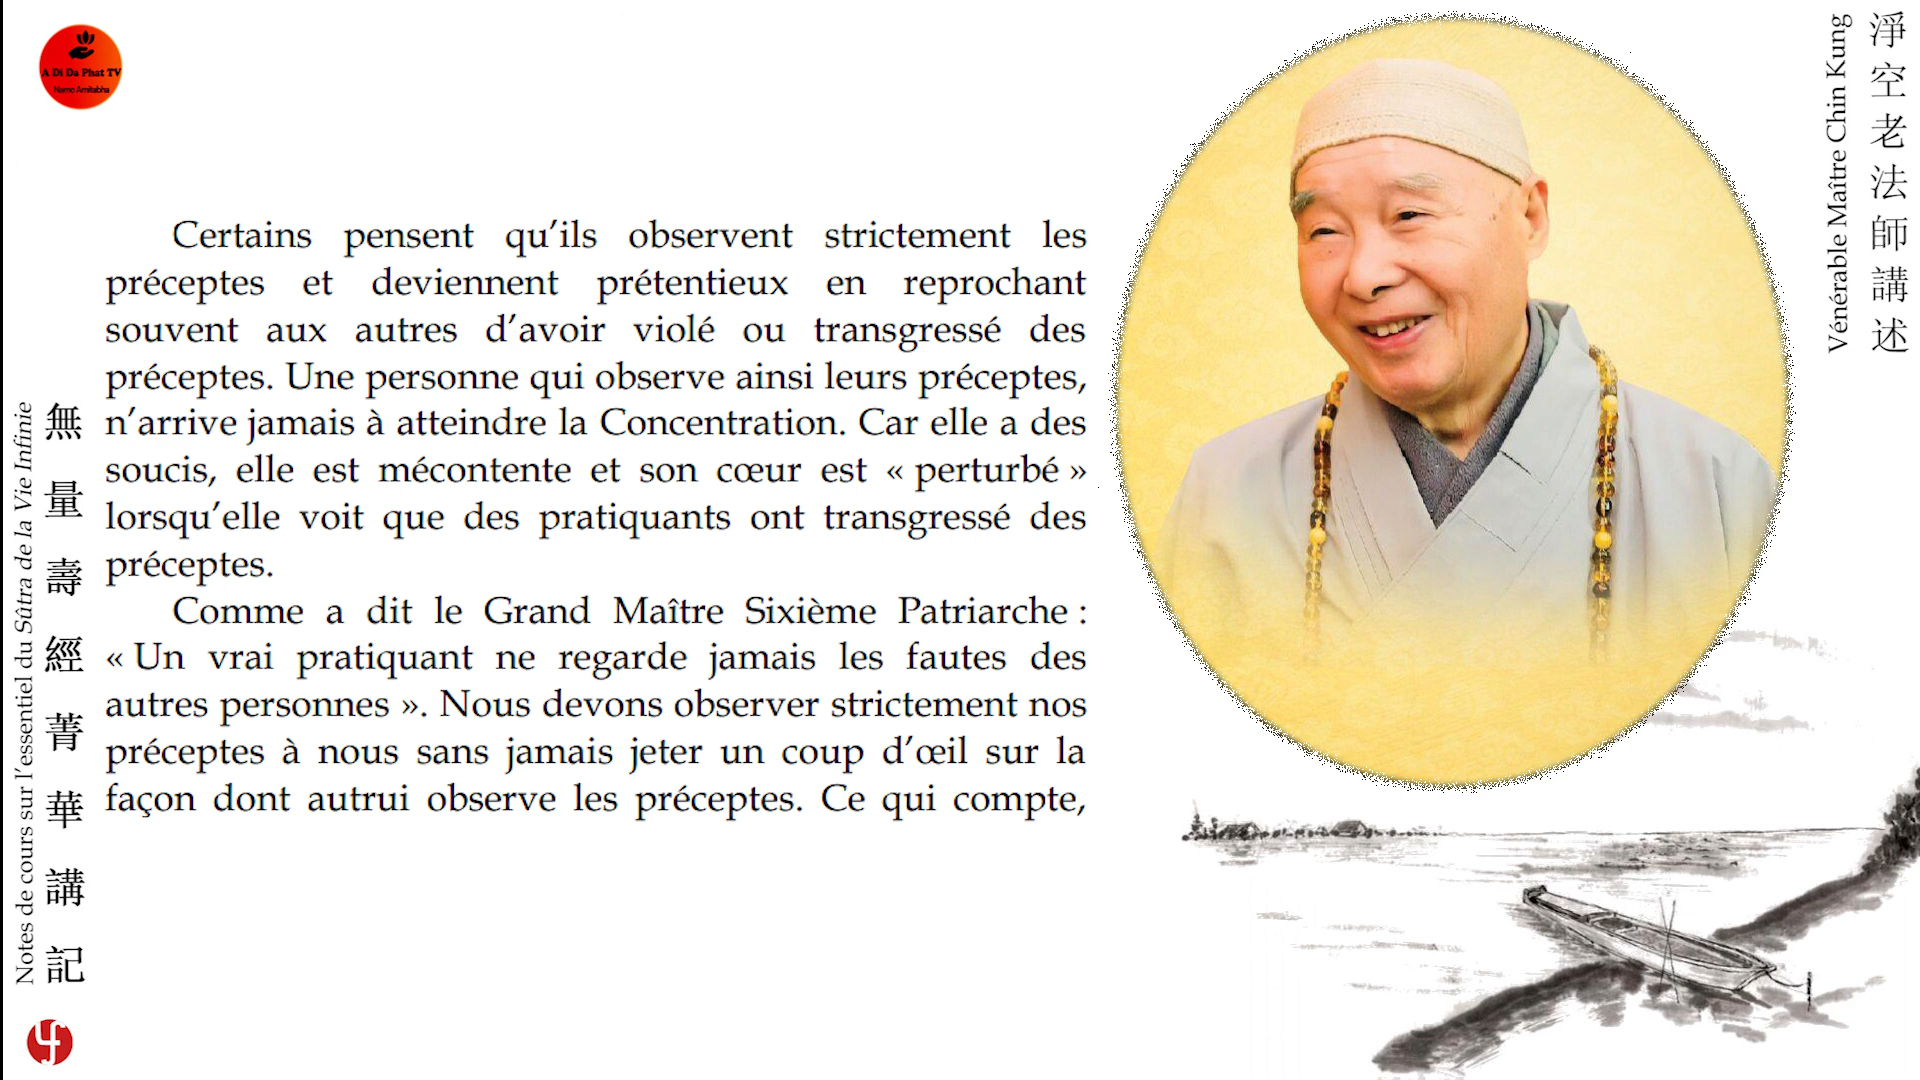 A Di Da Phat TV
Namo Amitabha
Certains pensent qu’ils observent strictement les
préceptes et deviennent prétentieux en reprochant
souvent aux autres d’avoir violé ou transgressé des
préceptes. Une personne qui observe ainsi leurs préceptes,
n’arrive jamais à atteindre la Concentration. Car elle a des
soucis, elle est mécontente et son cœur est « perturbé »
lorsqu’elle voit que des pratiquants ont transgressé des
préceptes.
Comme a dit le Grand Maître Sixième Patriarche :
« Un vrai pratiquant ne regarde jamais les fautes des
autres personnes ». Nous devons observer strictement nos
préceptes à nous sans jamais jeter un coup d’œil sur la
façon dont autrui observe les préceptes. Ce qui compte,
Notes de cours sur l’essentiel du Sûtra de la Vie Infinie
無量壽經菁華講記
Vénérable Maître Chin Kung
淨空老法師講述